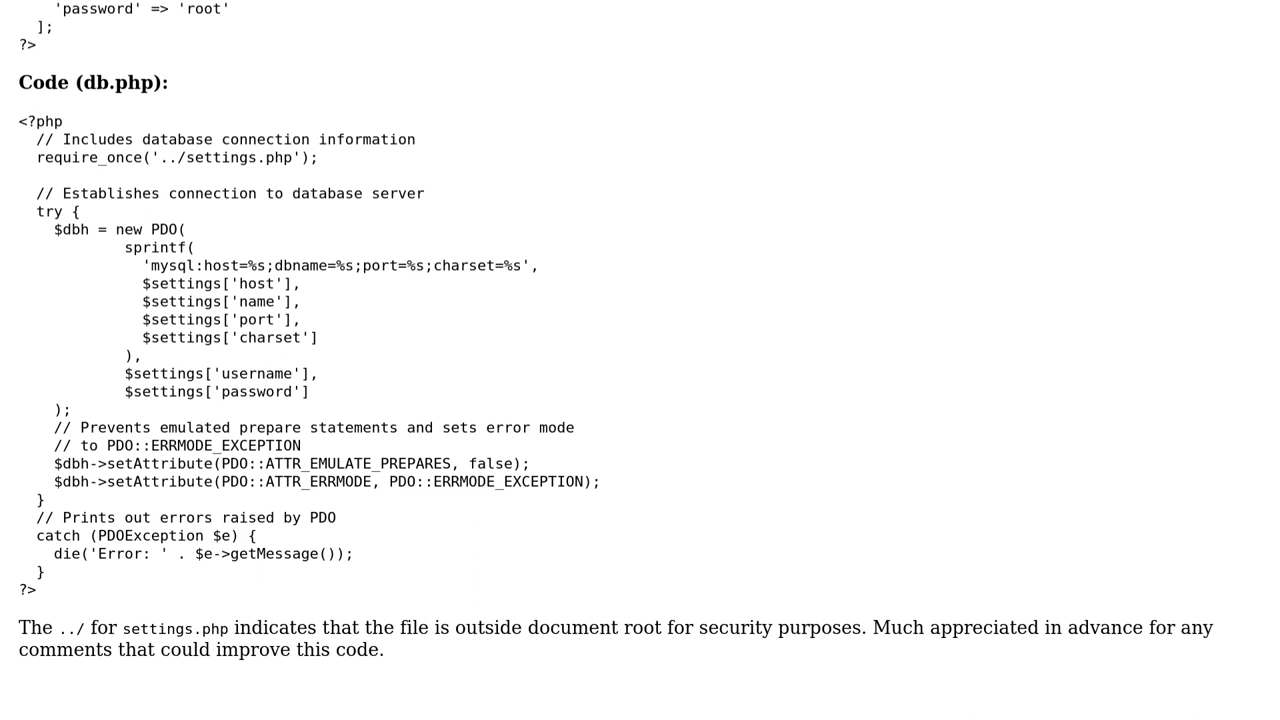 'password' => 'root'
  ];
?>
Code (db.php):
<?php
  // Includes database connection information
  require_once('../settings.php');

  // Establishes connection to database server
  try {
    $dbh = new PDO(
            sprintf(
              'mysql:host=%s;dbname=%s;port=%s;charset=%s',
              $settings['host'],
              $settings['name'],
              $settings['port'],
              $settings['charset']
            ),
            $settings['username'],
            $settings['password']
    );
    // Prevents emulated prepare statements and sets error mode
    // to PDO::ERRMODE_EXCEPTION
    $dbh->setAttribute(PDO::ATTR_EMULATE_PREPARES, false);
    $dbh->setAttribute(PDO::ATTR_ERRMODE, PDO::ERRMODE_EXCEPTION);
  }
  // Prints out errors raised by PDO
  catch (PDOException $e) {
    die('Error: ' . $e->getMessage());
  }
?>
The ../ for settings.php indicates that the file is outside document root for security purposes. Much appreciated in advance for any
comments that could improve this code.